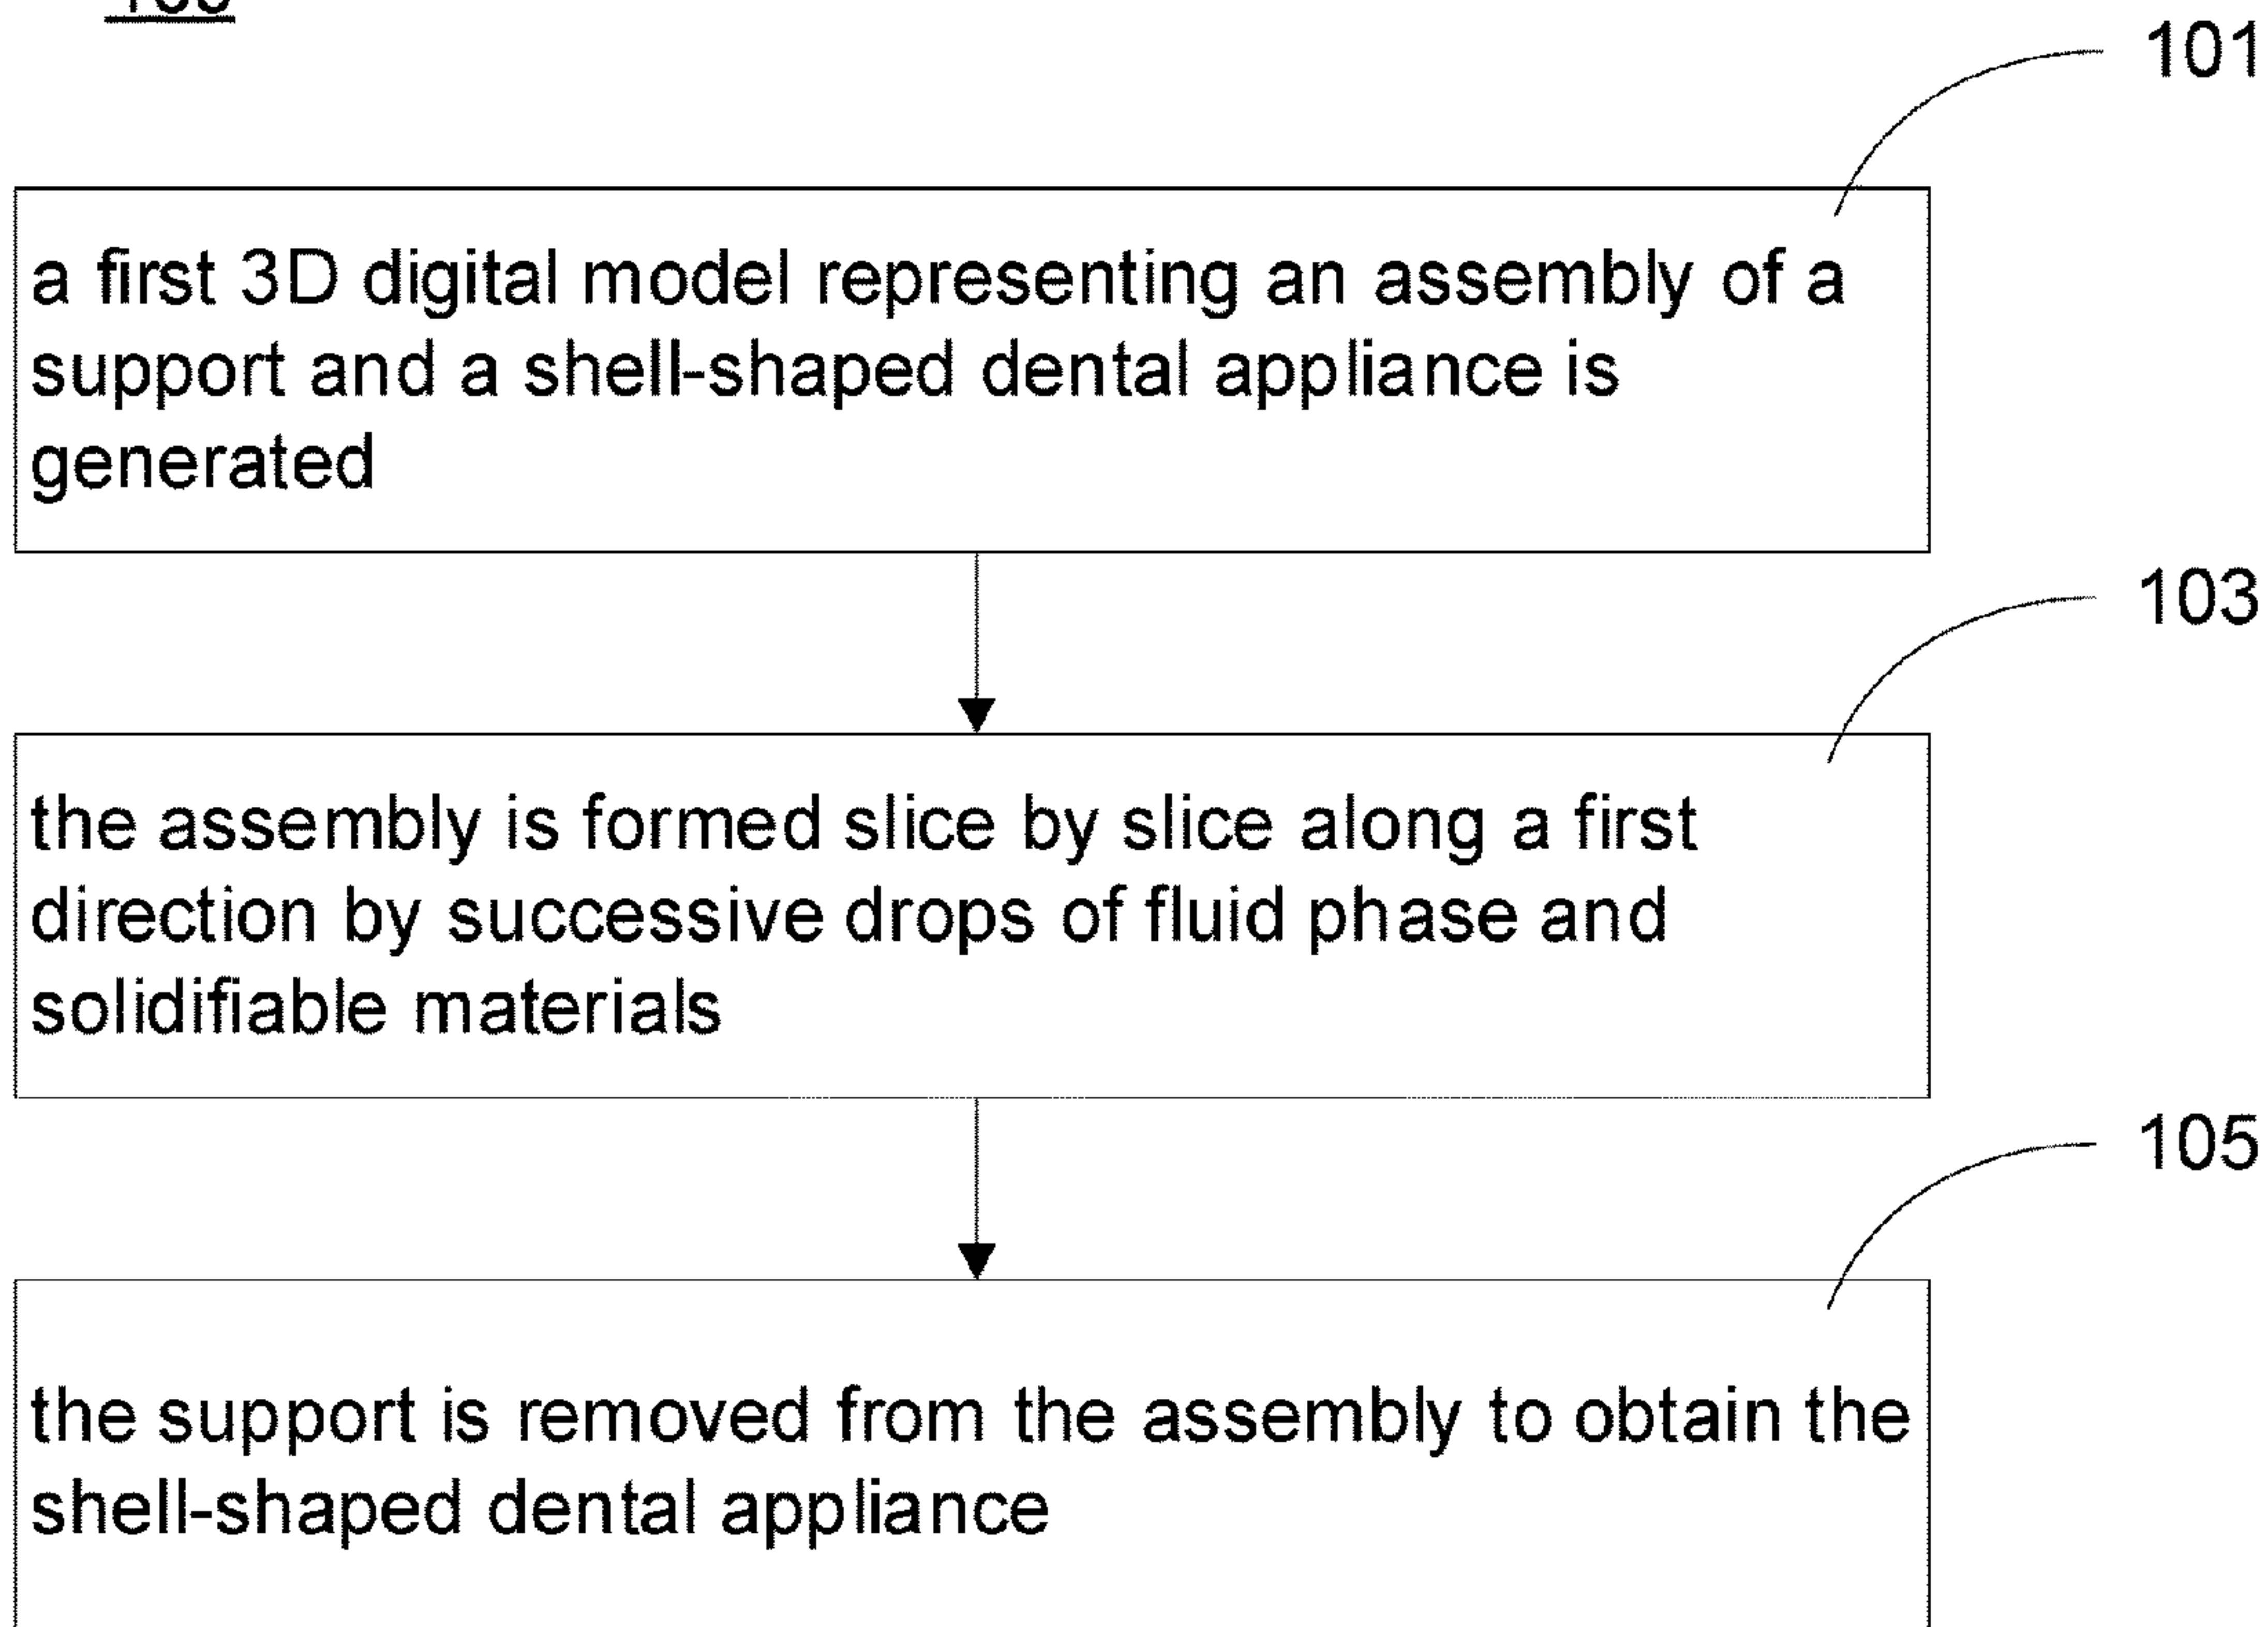 101
a first 3D digital model representing an assembly of a
support and a shell-shaped dental appliance is
generated
103
the assembly is formed slice by slice along a first
direction by successive drops of fluid phase and
solidifiable materials
105
the support is removed from the assembly to obtain the
shell-shaped dental appliance